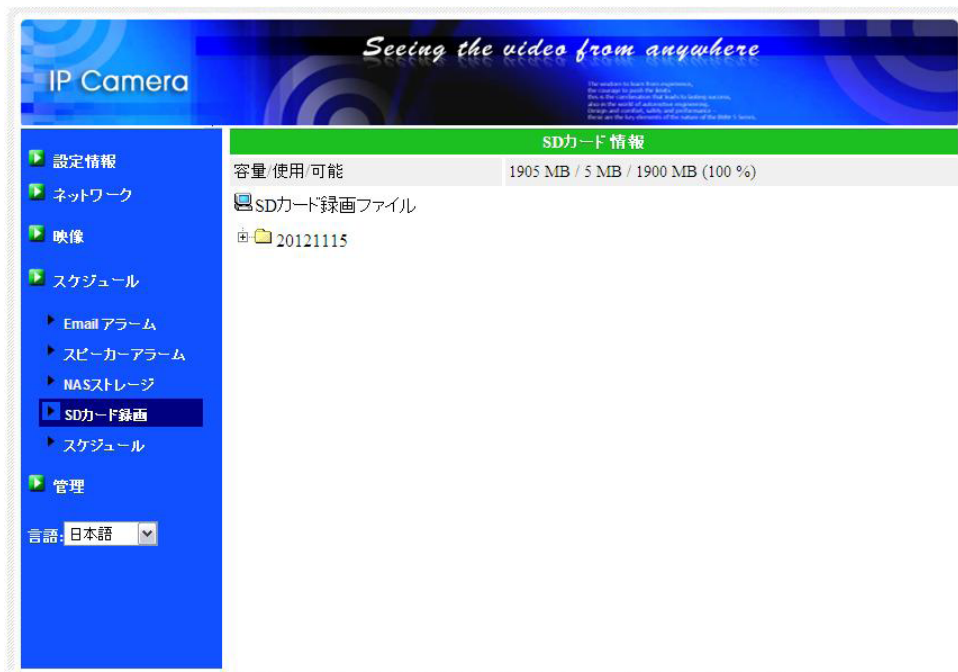 Seeing the video from anywhere
IP Camera
SDカード情報
設定情報
容量/使用/可能
1905 MB / 5 MB / 1900 MB (100 %)
ネットワーク
SDカード録画ファイル
映像
20121115
スケジュール
Email アラーム
スピーカーアラーム
NASストレージ
SDカード録画
スケジュール
管理
言語:
日本語